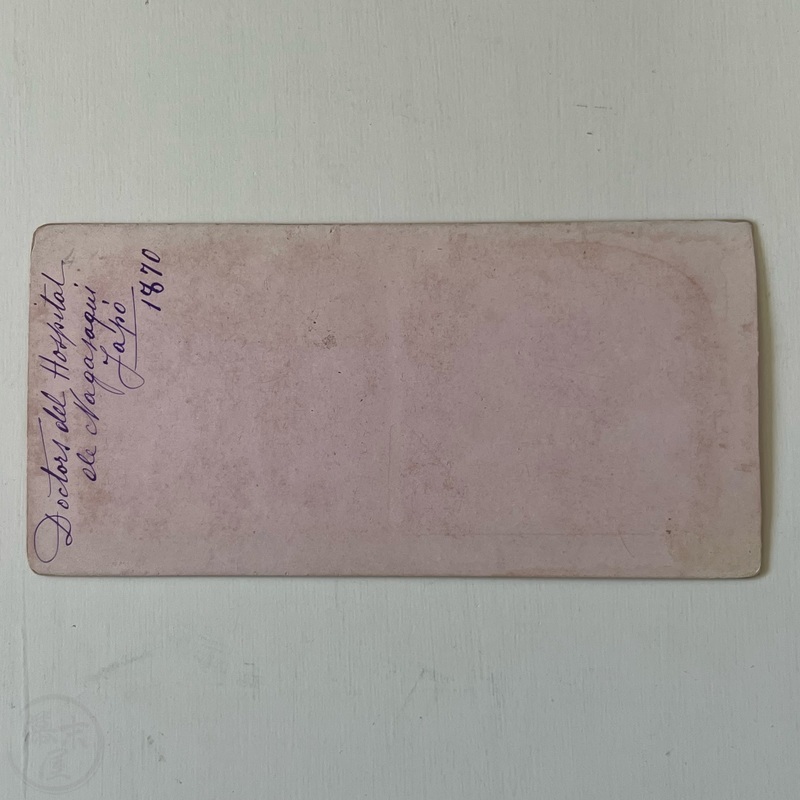 Doctors del Hospital
de Nagasaqui
Japó
1870